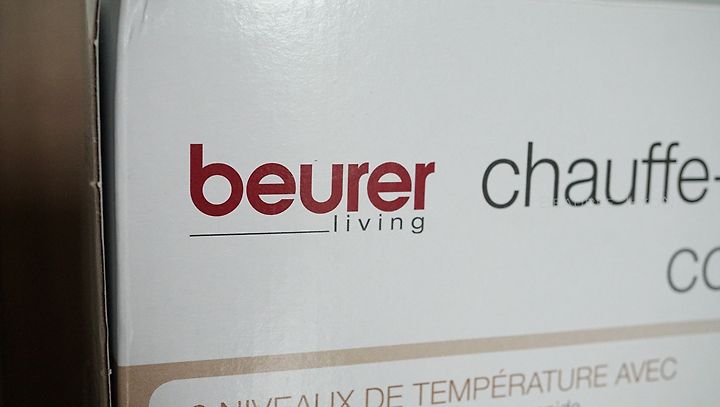 beurer
living
chauffe-
CO
NIVEAUX DE TEMPÉRATURE AVEC